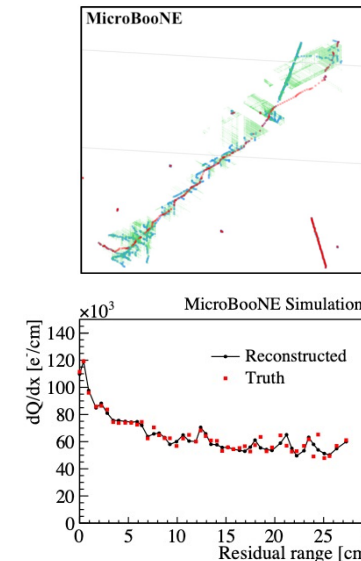 MicroBooNE
×10³
MicroBooNE Simulation
dQ/dx [e⁻/cm]
140
120
100
80
60
40
20
0
Reconstructed
Truth
0 5 10 15 20 25
Residual range [cm